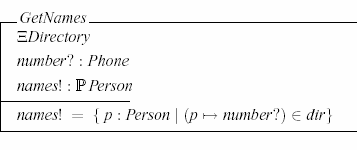 GetNames
ΞDirectory
number? : Phone
names! : ℙ Person
names! = { p : Person | (p ↦ number?) ∈ dir}